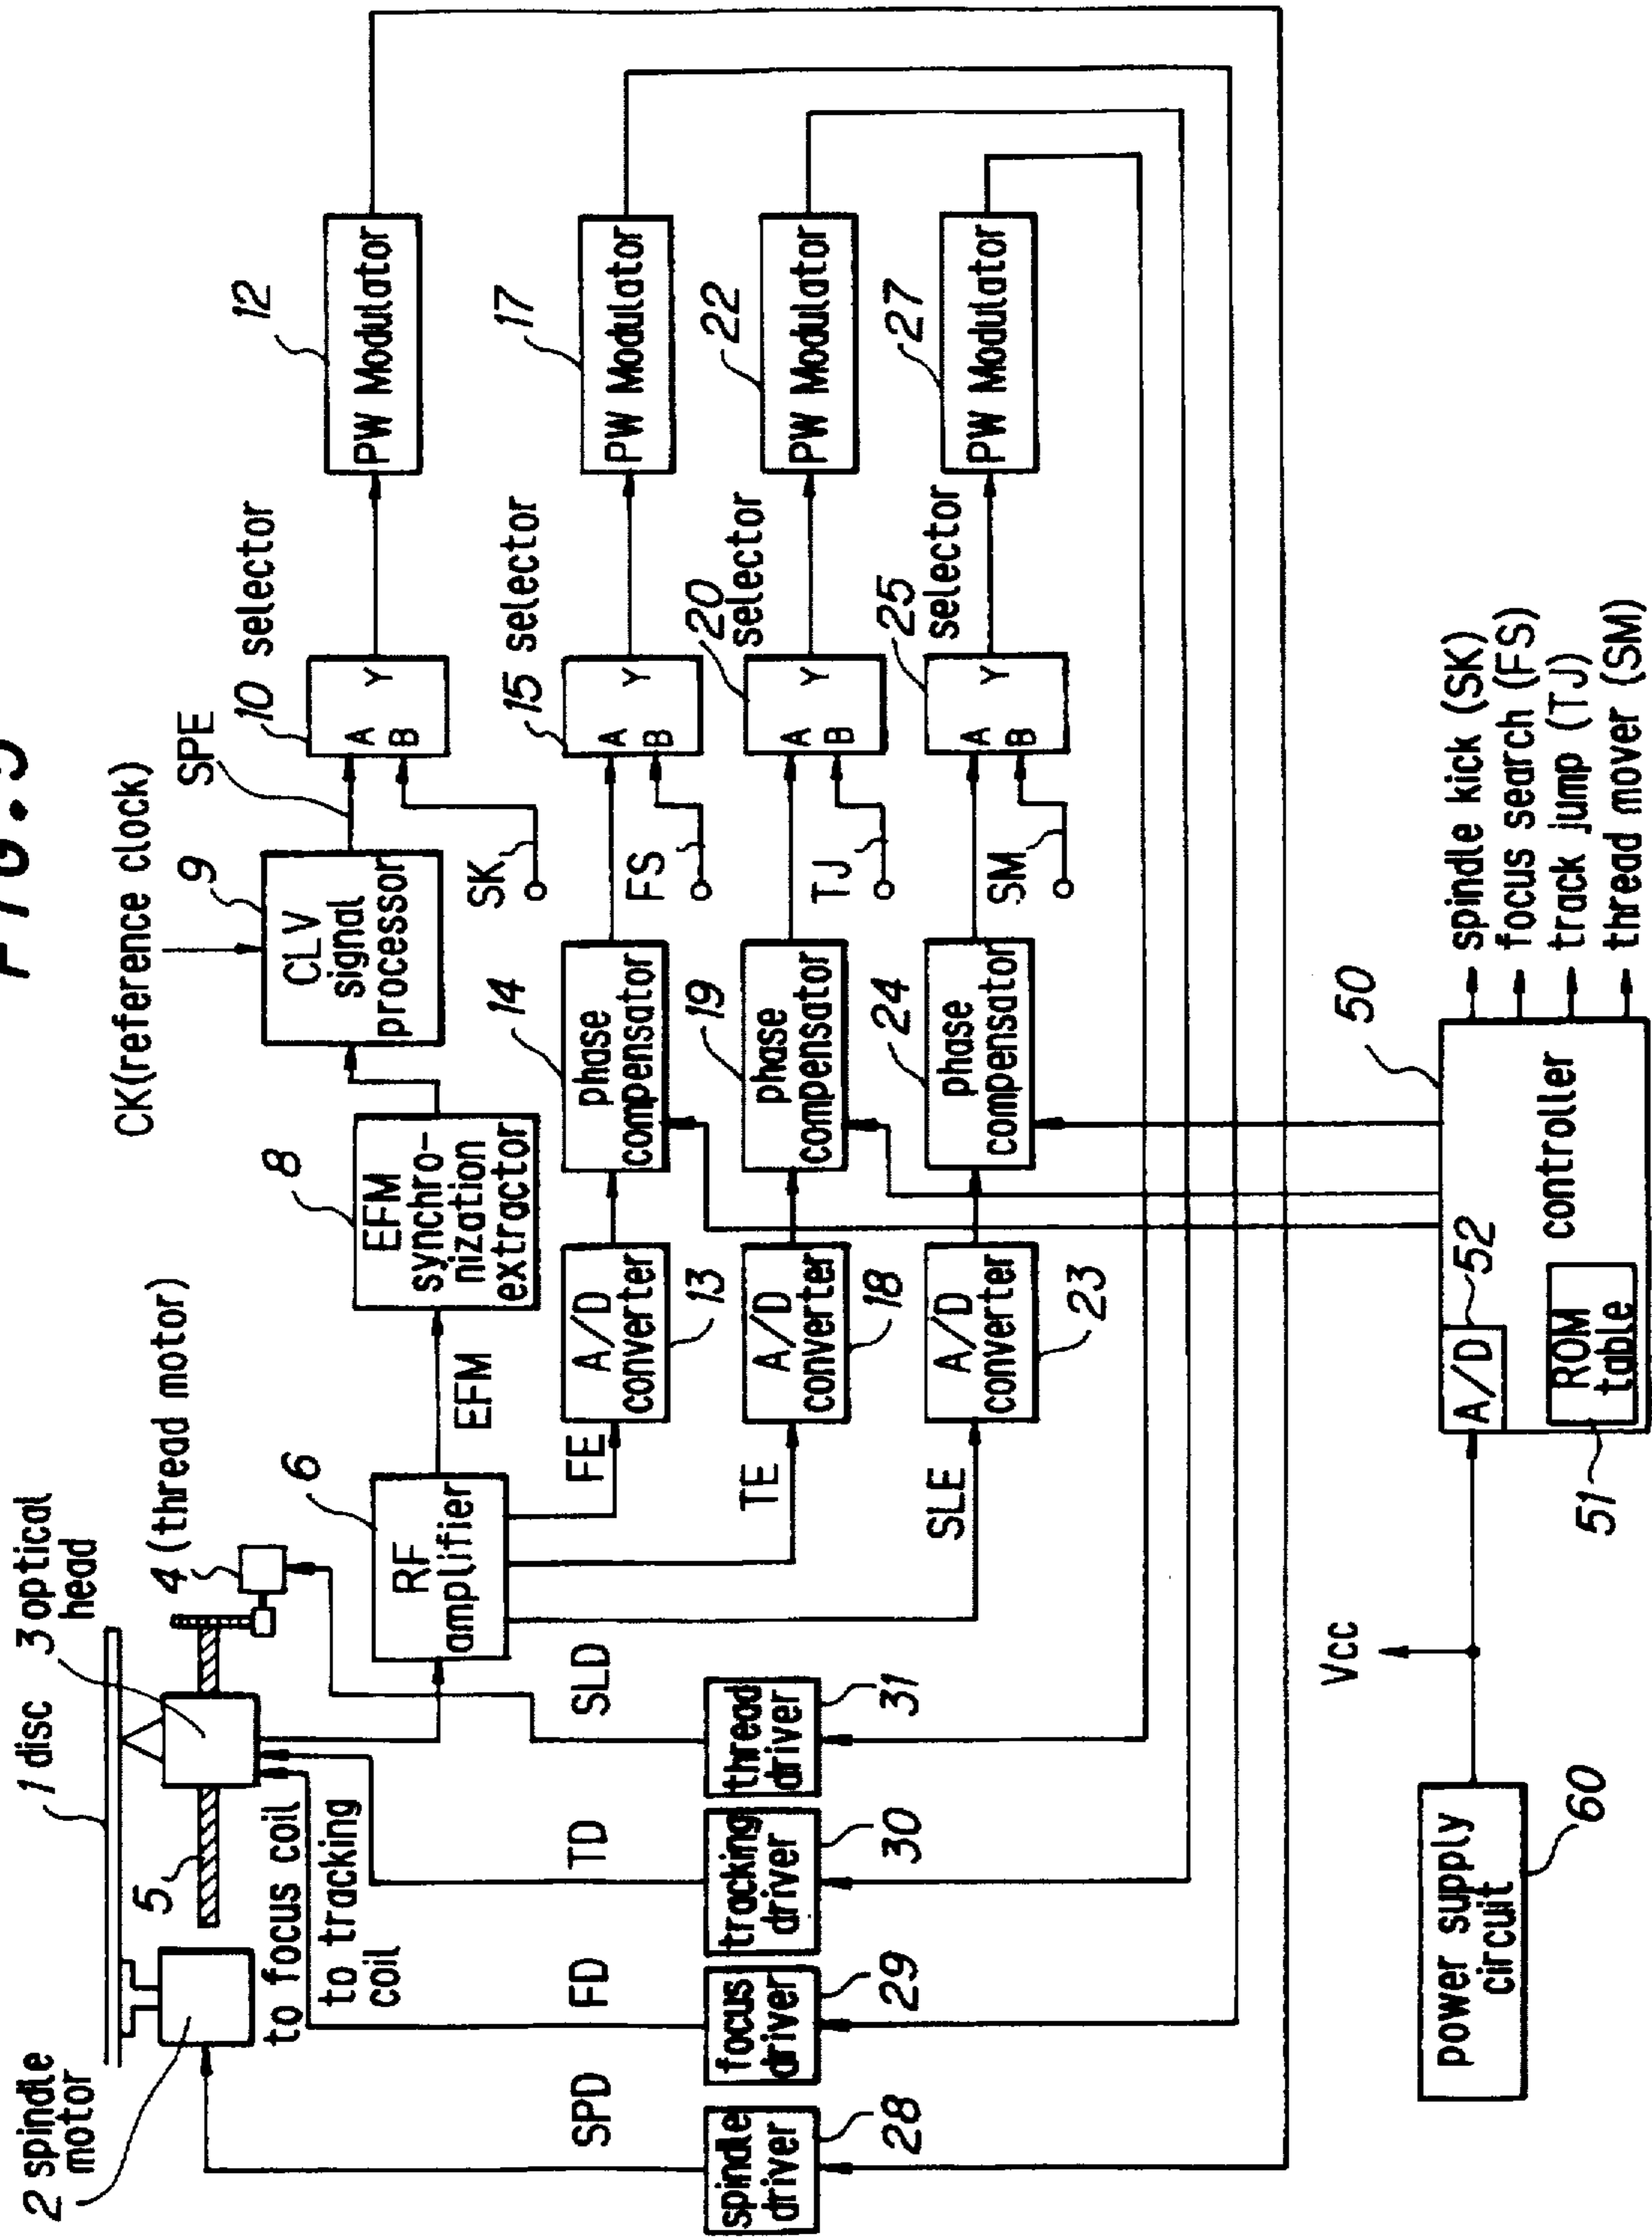 FIG. 5
CK(reference clock)
1 disc
3 optical
head
4 (thread motor)
2 spindle
motor
5
to focus coil
to tracking
coil
6
RF
amplifier
EFM
8
EFM
synchro-
nization
extractor
9
CLV
signal
processor
SPE
10 selector
A
B
Y
SK
12
PW Modulator
FE
A/D
converter
13
14
phase
compensator
15 selector
A
B
Y
FS
17
PW Modulator
TE
A/D
converter
18
19
phase
compensator
20
selector
A
B
Y
TJ
22
PW Modulator
SLE
A/D
converter
23
24
phase
compensator
25
selector
A
B
Y
SM
27
PW Modulator
SPD
FD
TD
SLD
spindle
driver
28
focus
driver
29
tracking
driver
30
thread
driver
31
power supply
circuit
60
Vcc
A/D
52
ROM
table
51
controller
50
spindle kick (SK)
focus search (FS)
track jump (TJ)
thread mover (SM)